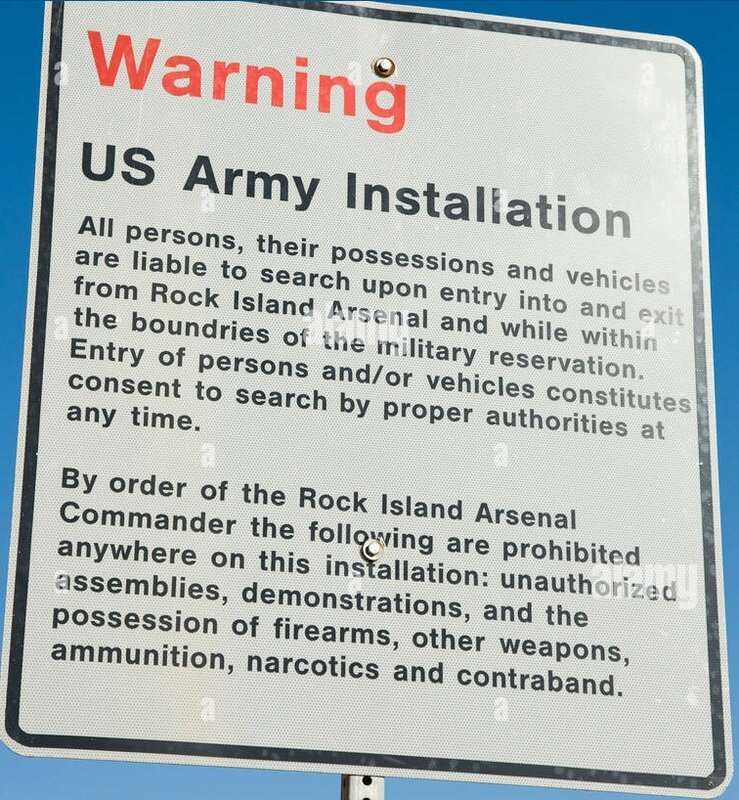 Warning
US Army Installation
All persons, their possessions and vehicles
are liable to search upon entry into and exit
from Rock Island Arsenal and while within
the boundries of the military reservation.
Entry of persons and/or vehicles constitutes
consent to search by proper authorities at
any time.
By order of the Rock Island Arsenal
Commander the following are prohibited
anywhere on this installation: unauthorized
assemblies, demonstrations, and the
possession of firearms, other weapons,
ammunition, narcotics and contraband.
alamy
alamy